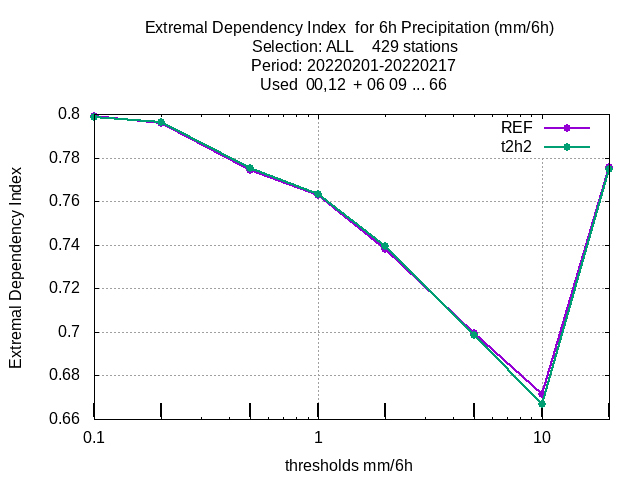 Extremal Dependency Index  for 6h Precipitation (mm/6h)
Selection: ALL    429 stations
Period: 20220201-20220217
Used  00,12  + 06 09 ... 66
REF
t2h2
0.8
0.78
0.76
0.74
0.72
0.7
0.68
0.66
Extremal Dependency Index
0.1
1
10
thresholds mm/6h